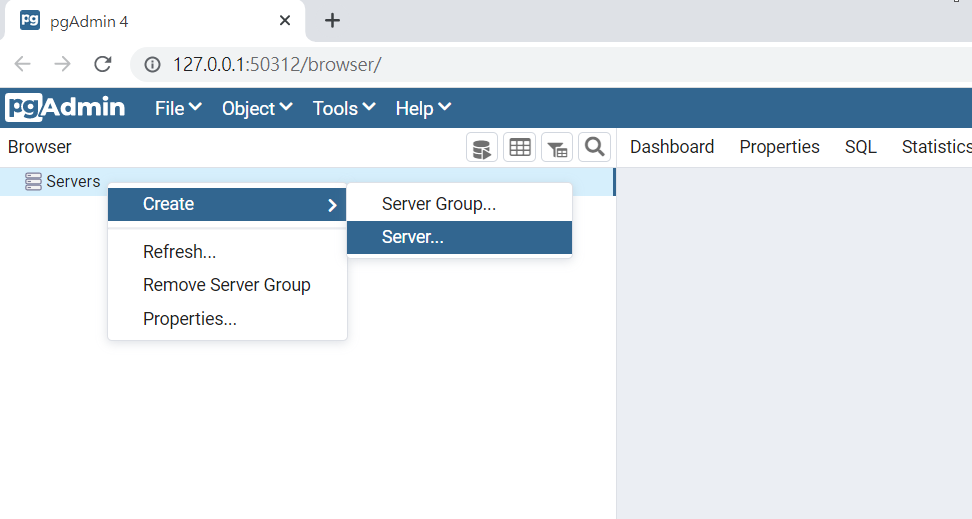 pg pgAdmin 4
127.0.0.1:50312/browser/
pgAdmin File Object Tools Help
Browser Dashboard Properties SQL Statistics
Servers
Create Server Group...
Server...
Refresh...
Remove Server Group
Properties...